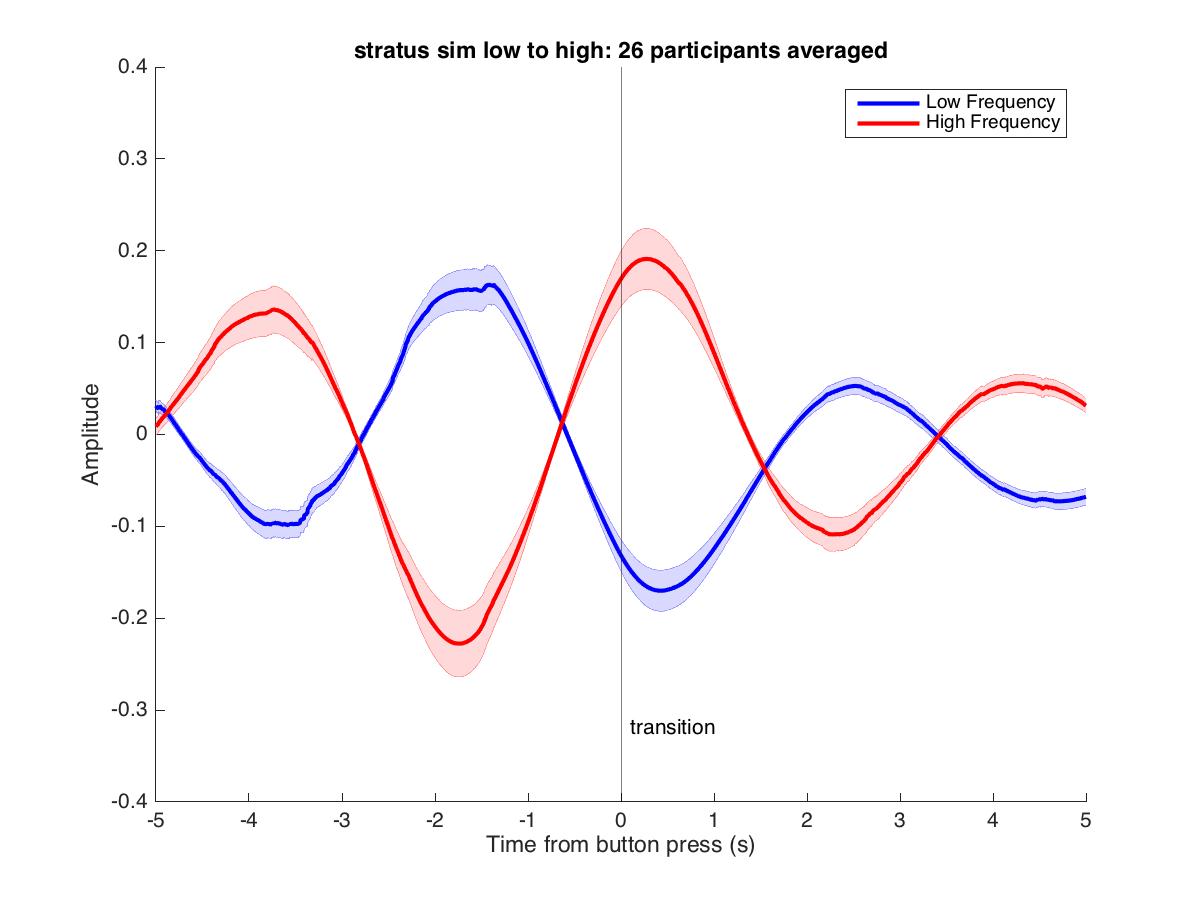 stratus sim low to high: 26 participants averaged
0.4
0.3
0.2
0.1
0
-0.1
-0.2
-0.3
-0.4
Amplitude
Low Frequency
High Frequency
transition
-5 -4 -3 -2 -1 0 1 2 3 4 5
Time from button press (s)